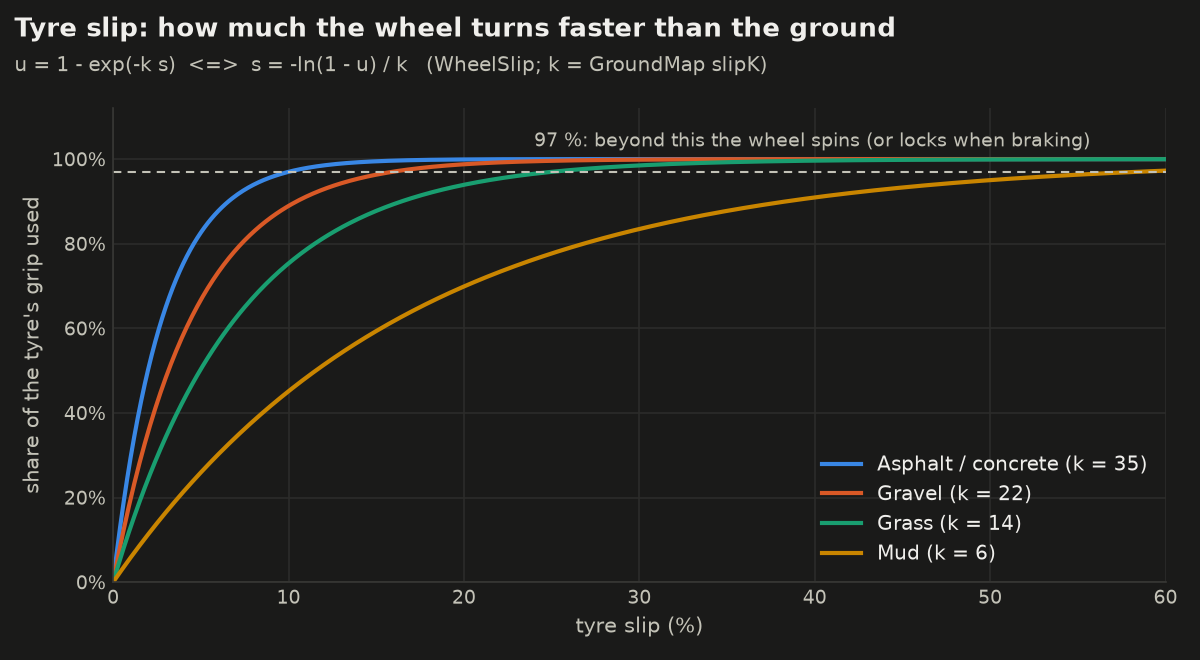 Tyre slip: how much the wheel turns faster than the ground
u = 1 - exp(-k s)  <=>  s = -ln(1 - u) / k   (WheelSlip; k = GroundMap slipK)
97 %: beyond this the wheel spins (or locks when braking)
100%
80%
60%
40%
20%
0%
share of the tyre's grip used
Asphalt / concrete (k = 35)
Gravel (k = 22)
Grass (k = 14)
Mud (k = 6)
0 10 20 30 40 50 60
tyre slip (%)